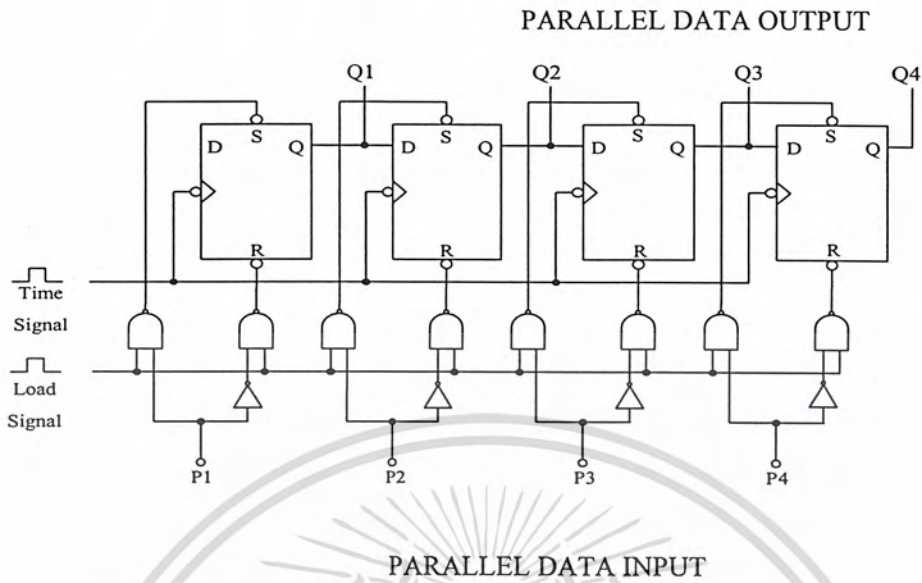 PARALLEL DATA OUTPUT
Q1 Q2 Q3 Q4
S S S S
D Q D Q D Q D Q
R R R R
Time
Signal
Load
Signal
P1 P2 P3 P4
PARALLEL DATA INPUT